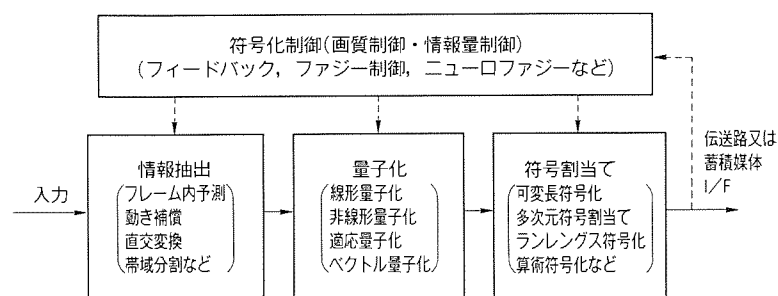 符号化制御(画質制御・情報量制御)
(フィードバック，ファジー制御，ニューロファジーなど)
入力
情報抽出
(フレーム内予測
動き補償
直交変換
帯域分割など)
量子化
(線形量子化
非線形量子化
適応量子化
ベクトル量子化)
符号割当て
(可変長符号化
多次元符号割当て
ランレングス符号化
算術符号化など)
伝送路又は
蓄積媒体
I/F